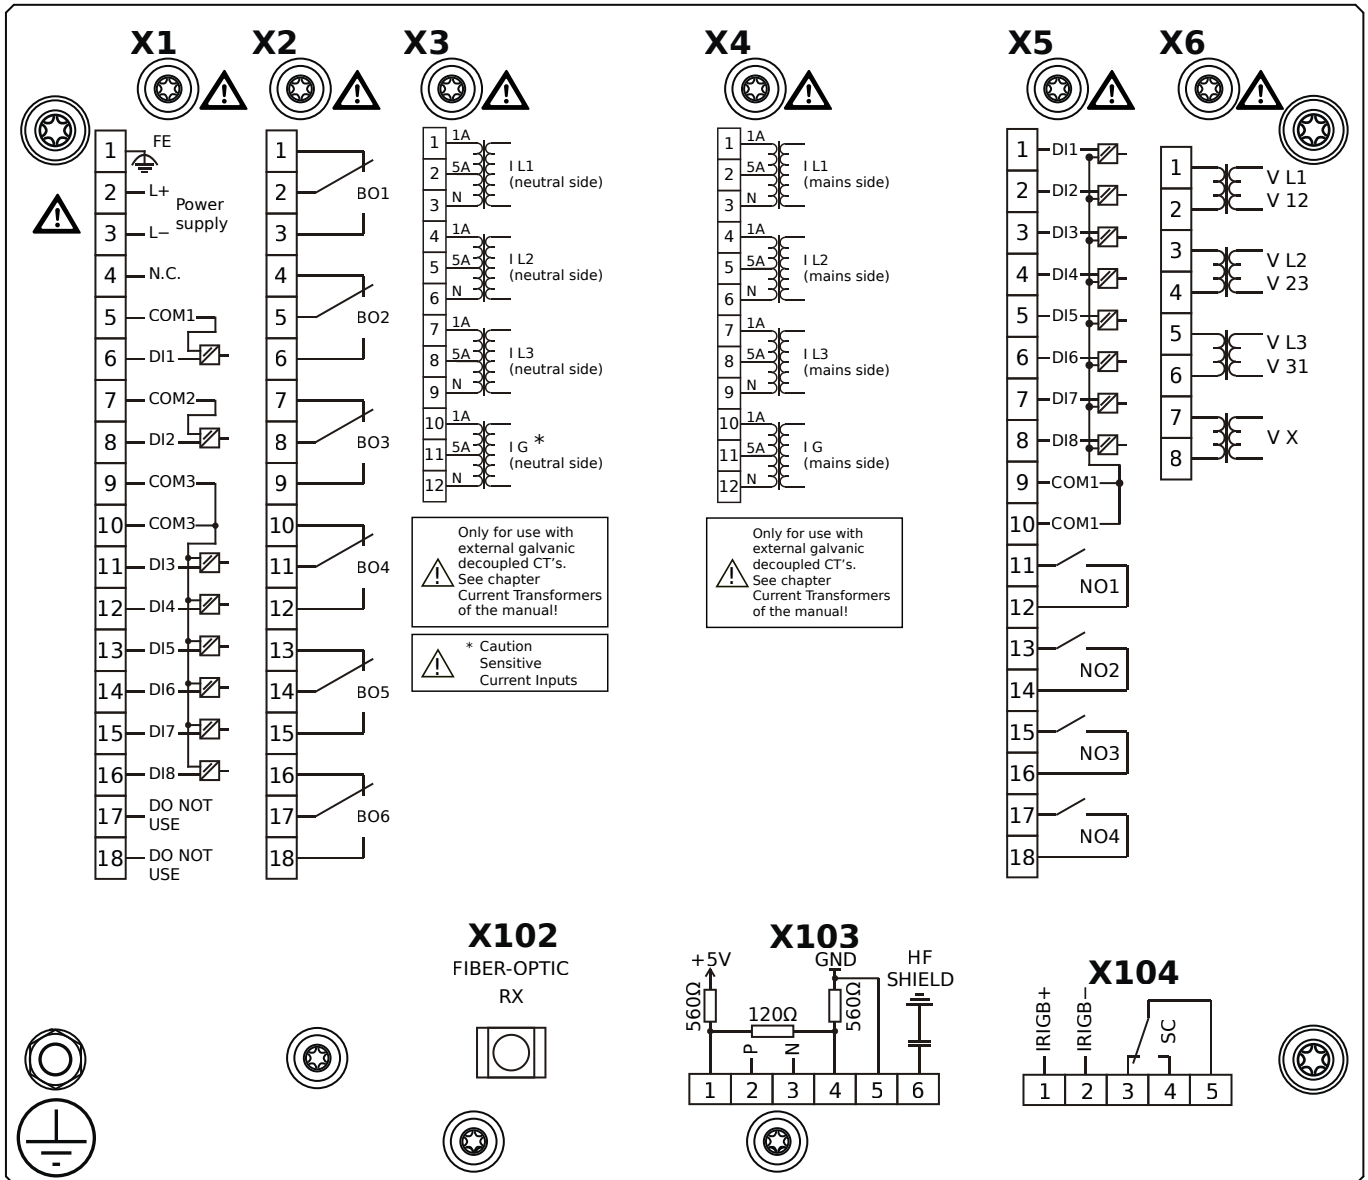 X1 X2 X3 X4 X5 X6
1 FE
2 L+
Power
supply
3 L−
4 N.C.
5 COM1
6 DI1
7 COM2
8 DI2
9 COM3
10 COM3
11 DI3
12 DI4
13 DI5
14 DI6
15 DI7
16 DI8
17 DO NOT
USE
18 DO NOT
USE
1
2 BO1
3
4
5 BO2
6
7
8 BO3
9
10
11 BO4
12
13
14 BO5
15
16
17 BO6
18
1 1A
2 5A I L1
(neutral side)
3 N
4 1A
5 5A I L2
(neutral side)
6 N
7 1A
8 5A I L3
(neutral side)
9 N
10 1A
11 5A I G *
(neutral side)
12 N
Only for use with
external galvanic
decoupled CT's.
See chapter
Current Transformers
of the manual!
* Caution
Sensitive
Current Inputs
1 1A
2 5A I L1
(mains side)
3 N
4 1A
5 5A I L2
(mains side)
6 N
7 1A
8 5A I L3
(mains side)
9 N
10 1A
11 5A I G
(mains side)
12 N
Only for use with
external galvanic
decoupled CT's.
See chapter
Current Transformers
of the manual!
1 DI1
2 DI2
3 DI3
4 DI4
5 DI5
6 DI6
7 DI7
8 DI8
9 COM1
10 COM1
11
NO1
12
13
NO2
14
15
NO3
16
17
NO4
18
1 V L1
2 V 12
3 V L2
4 V 23
5 V L3
6 V 31
7
V X
8
X102
FIBER-OPTIC
RX
X103
+5V GND HF
SHIELD
560Ω 120Ω 560Ω
P N
1 2 3 4 5 6
X104
IRIGB+ IRIGB− SC
1 2 3 4 5